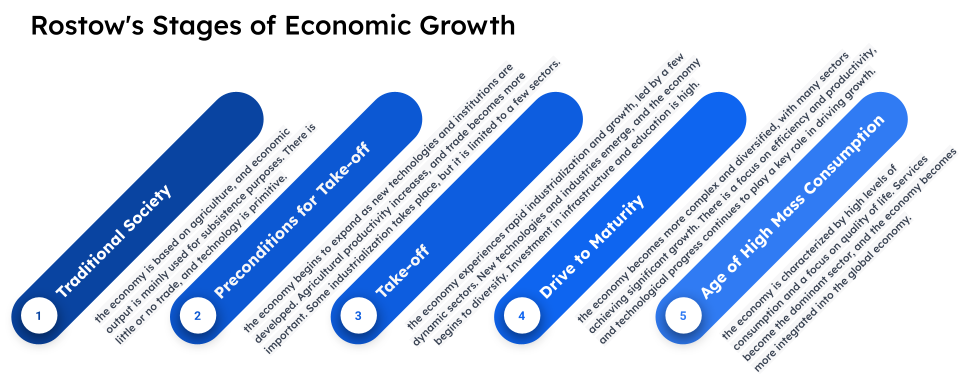 Rostow's Stages of Economic Growth
1
Traditional Society
the economy is based on agriculture, and economic
output is mainly used for subsistence purposes. There is
little or no trade, and technology is primitive.
2
Preconditions for Take-off
the economy begins to expand as new technologies and institutions are
developed. Agricultural productivity increases, and trade becomes more
important. Some industrialization takes place, but it is limited to a few sectors.
3
Take-off
the economy experiences rapid industrialization and growth, led by a few
dynamic sectors. New technologies and industries emerge, and the economy
begins to diversify. Investment in infrastructure and education is high.
4
Drive to Maturity
the economy becomes more complex and diversified, with many sectors
achieving significant growth. There is a focus on efficiency and productivity,
and technological progress continues to play a key role in driving growth.
5
Age of High Mass Consumption
the economy is characterized by high levels of
consumption and a focus on quality of life. Services
become the dominant sector, and the economy becomes
more integrated into the global economy.